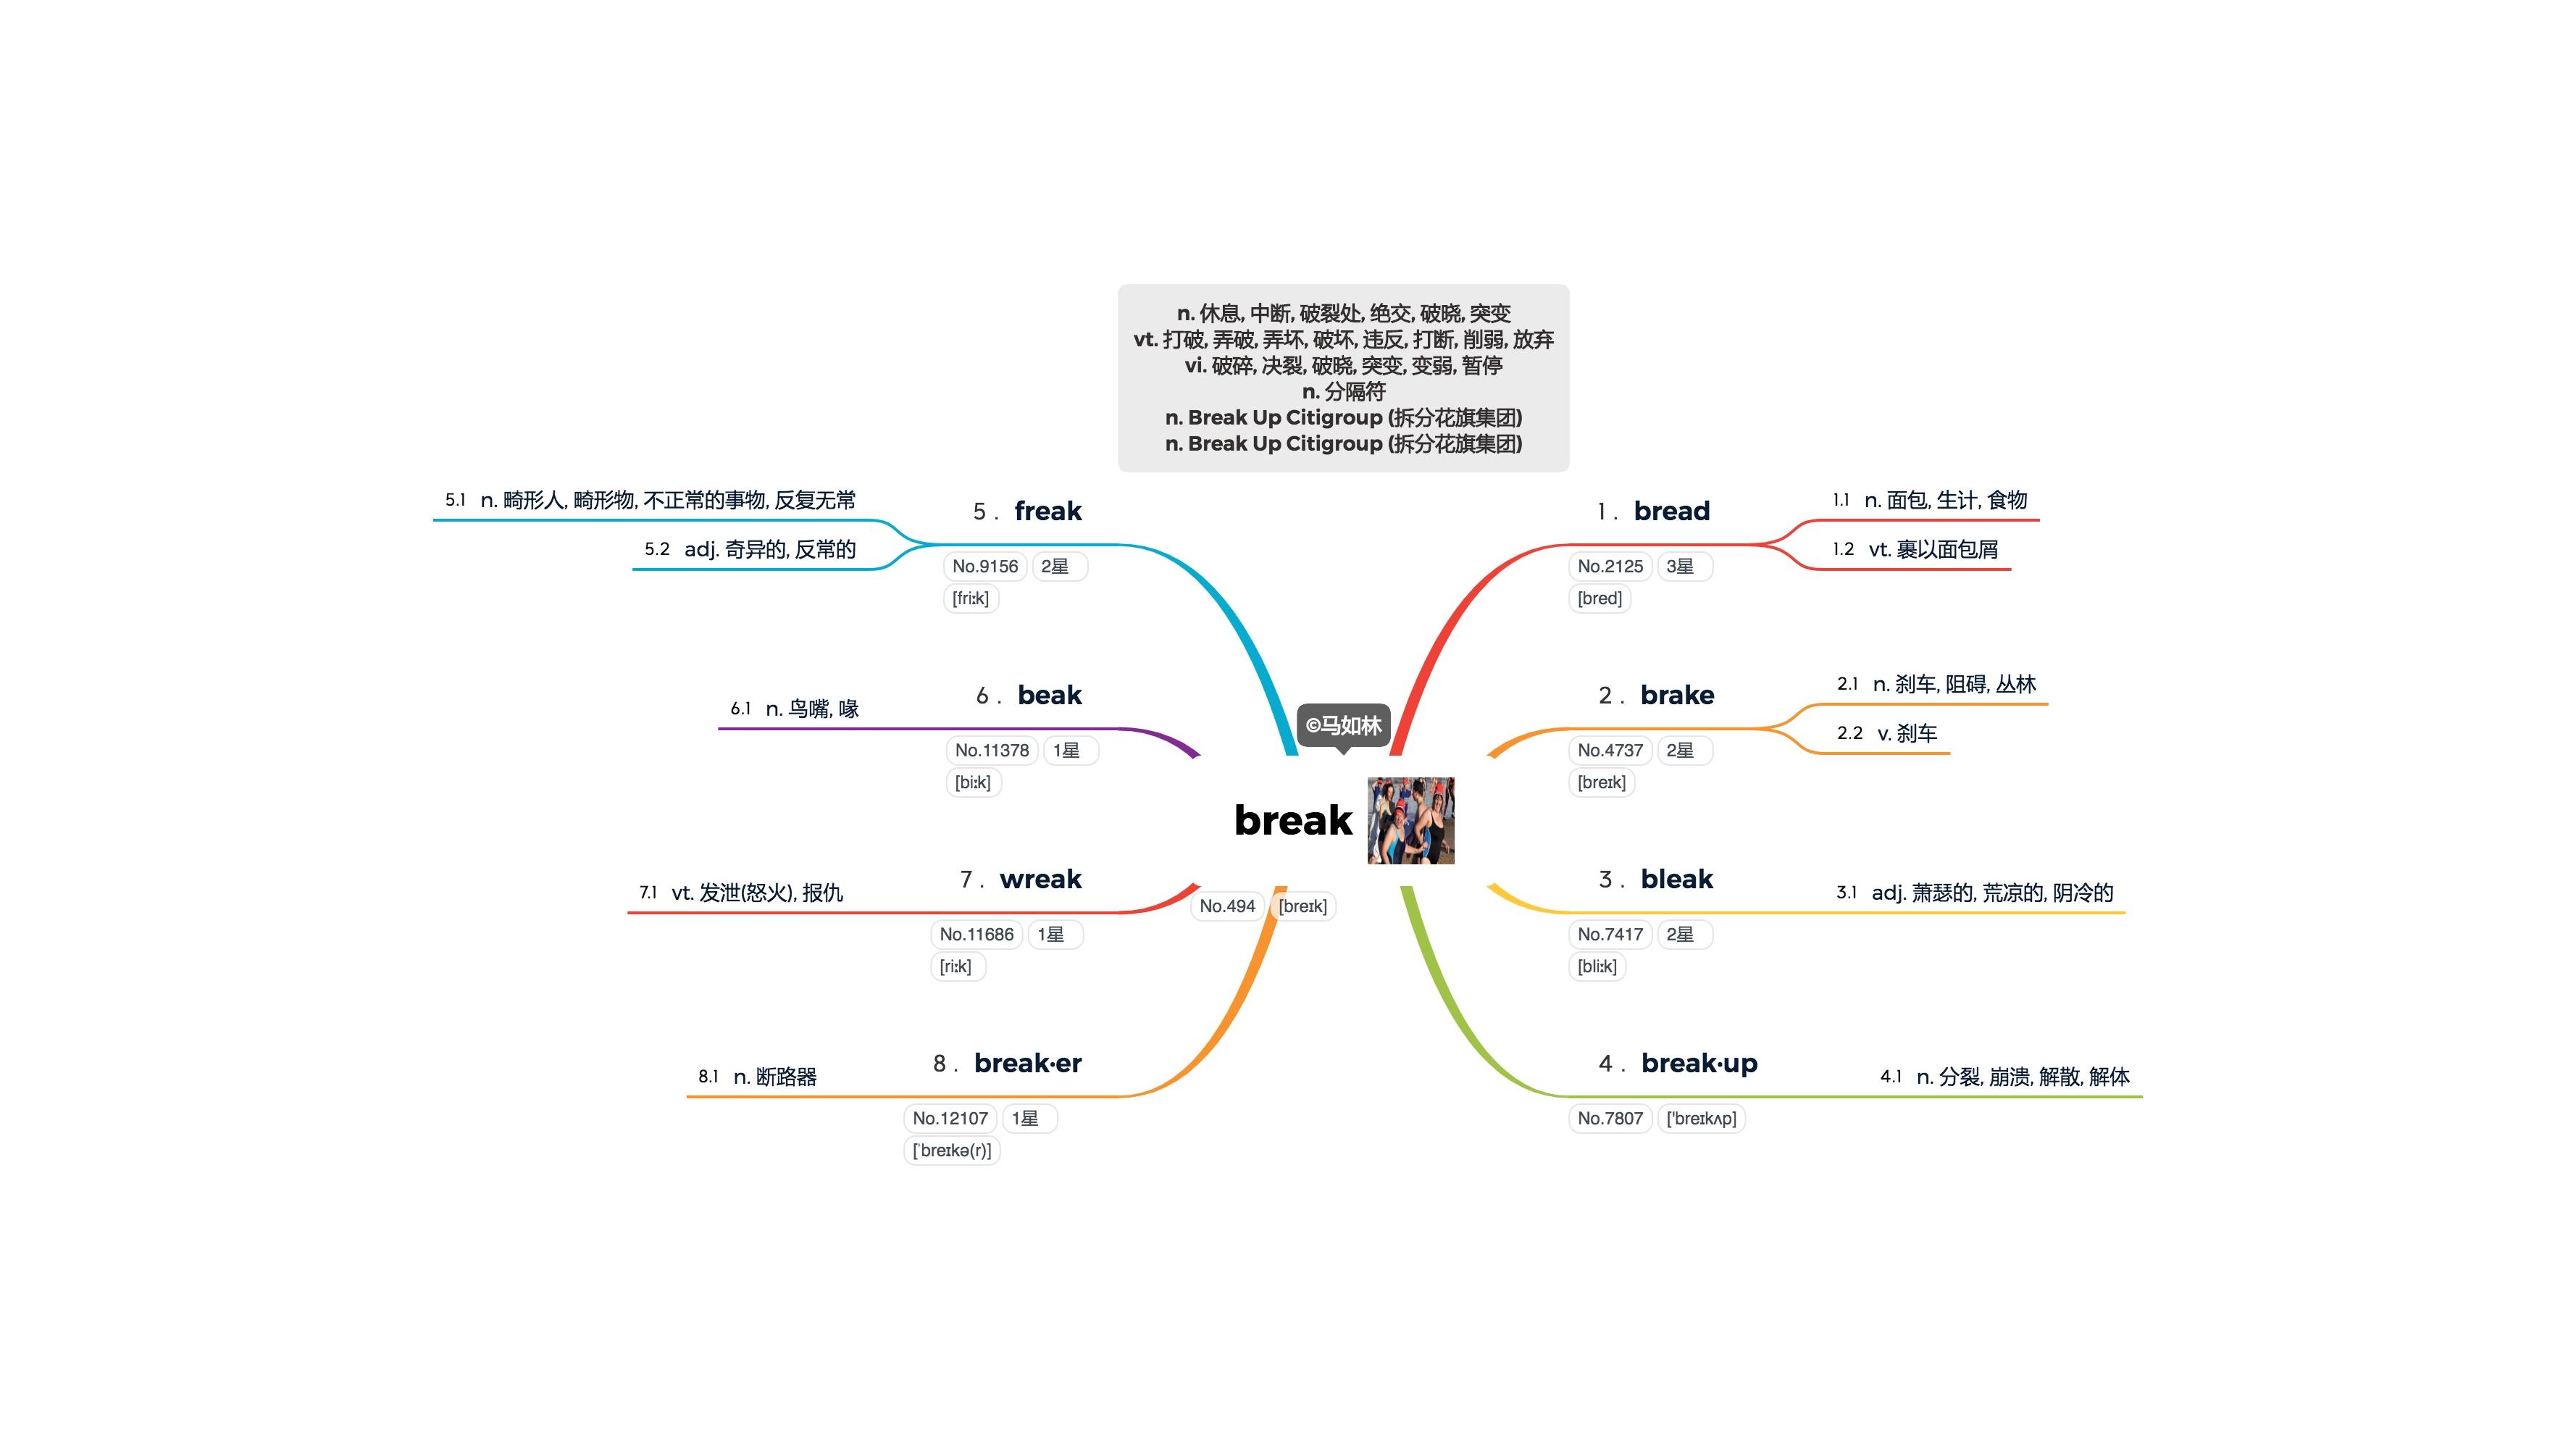 n. 休息, 中断, 破裂处, 绝交, 破晓, 突变
vt. 打破, 弄破, 弄坏, 破坏, 违反, 打断, 削弱, 放弃
vi. 破碎, 决裂, 破晓, 突变, 变弱, 暂停
n. 分隔符
n. Break Up Citigroup (拆分花旗集团)
n. Break Up Citigroup (拆分花旗集团)
©马如林
break
No.494 [breɪk]
1 . bread
No.2125 3星
[bred]
1.1 n. 面包, 生计, 食物
1.2 vt. 裹以面包屑
2 . brake
No.4737 2星
[breɪk]
2.1 n. 刹车, 阻碍, 丛林
2.2 v. 刹车
3 . bleak
No.7417 2星
[bliːk]
3.1 adj. 萧瑟的, 荒凉的, 阴冷的
4 . break·up
No.7807 ['breɪkʌp]
4.1 n. 分裂, 崩溃, 解散, 解体
5 . freak
No.9156 2星
[friːk]
5.1 n. 畸形人, 畸形物, 不正常的事物, 反复无常
5.2 adj. 奇异的, 反常的
6 . beak
No.11378 1星
[biːk]
6.1 n. 鸟嘴, 喙
7 . wreak
No.11686 1星
[riːk]
7.1 vt. 发泄(怒火), 报仇
8 . break·er
No.12107 1星
[ˈbreɪkə(r)]
8.1 n. 断路器